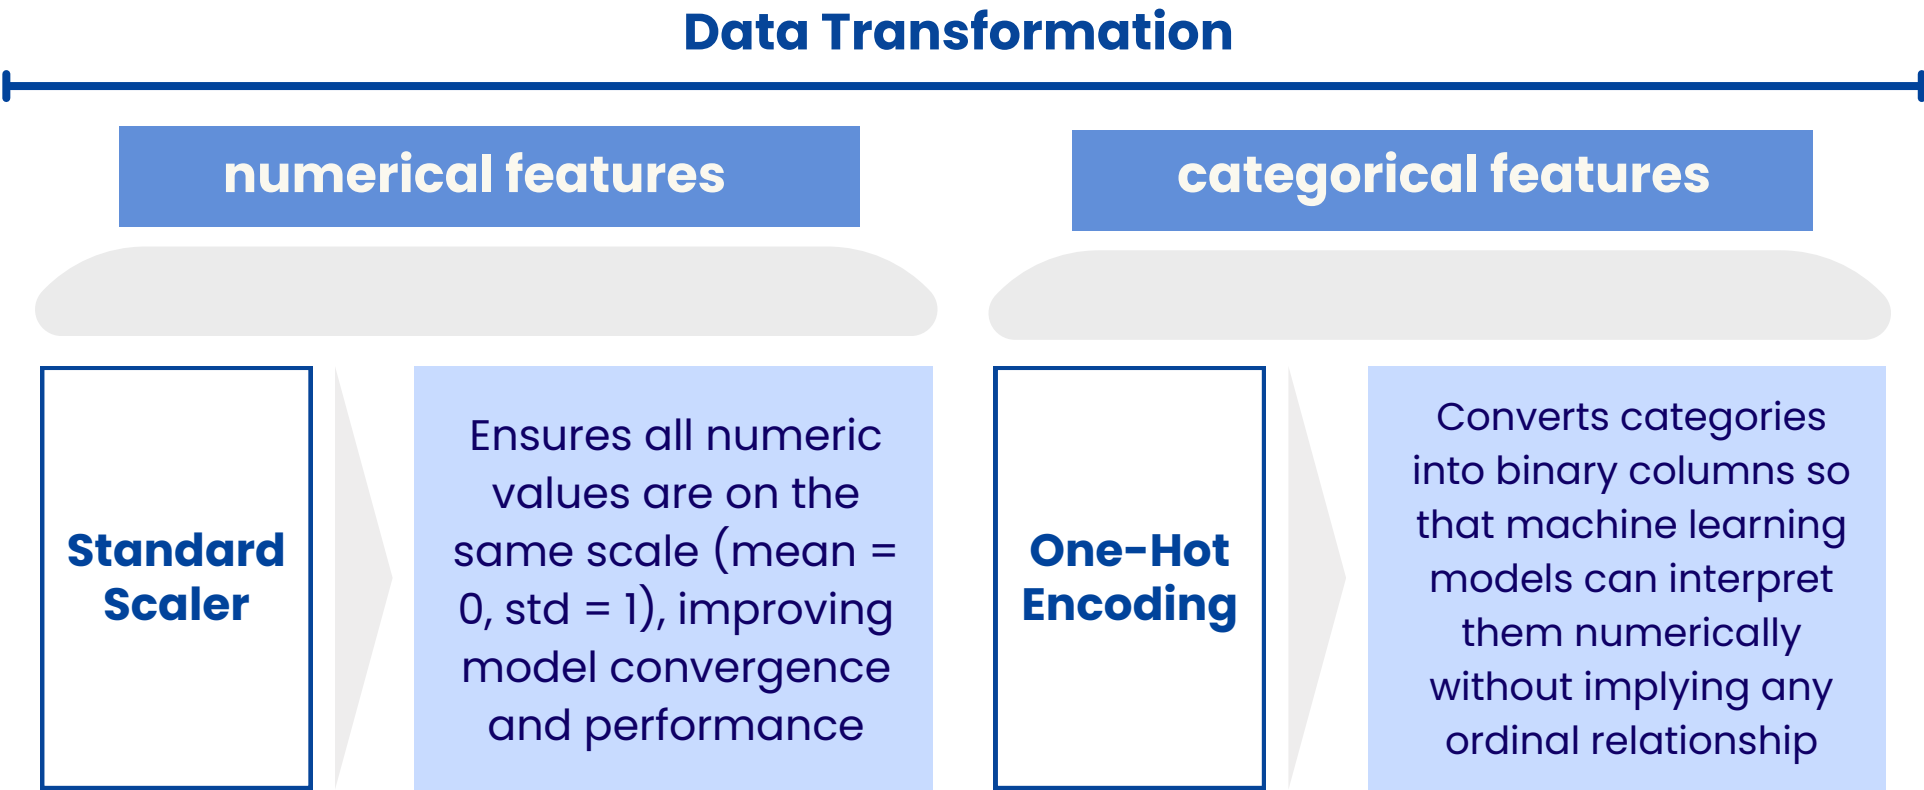 Data Transformation
numerical features
categorical features
Standard
Scaler
Ensures all numeric
values are on the
same scale (mean =
0, std = 1), improving
model convergence
and performance
One-Hot
Encoding
Converts categories
into binary columns so
that machine learning
models can interpret
them numerically
without implying any
ordinal relationship